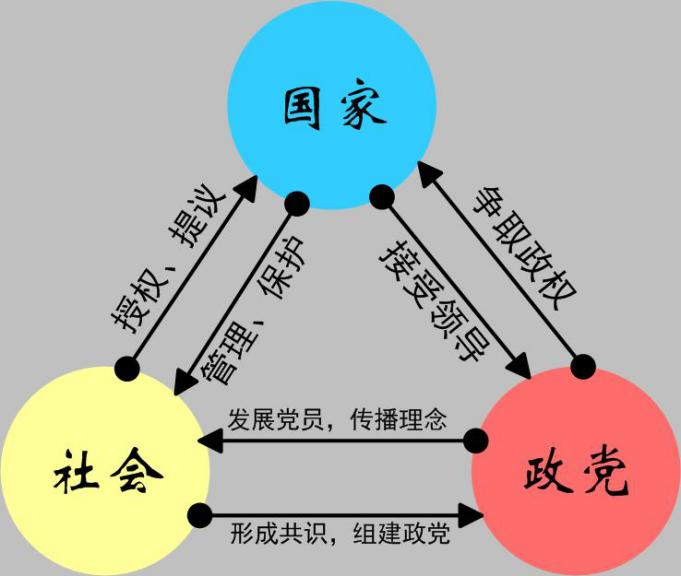 国家
授权、提议
管理、保护
接受领导
争取政权
社会
发展党员，传播理念
政党
形成共识，组建政党